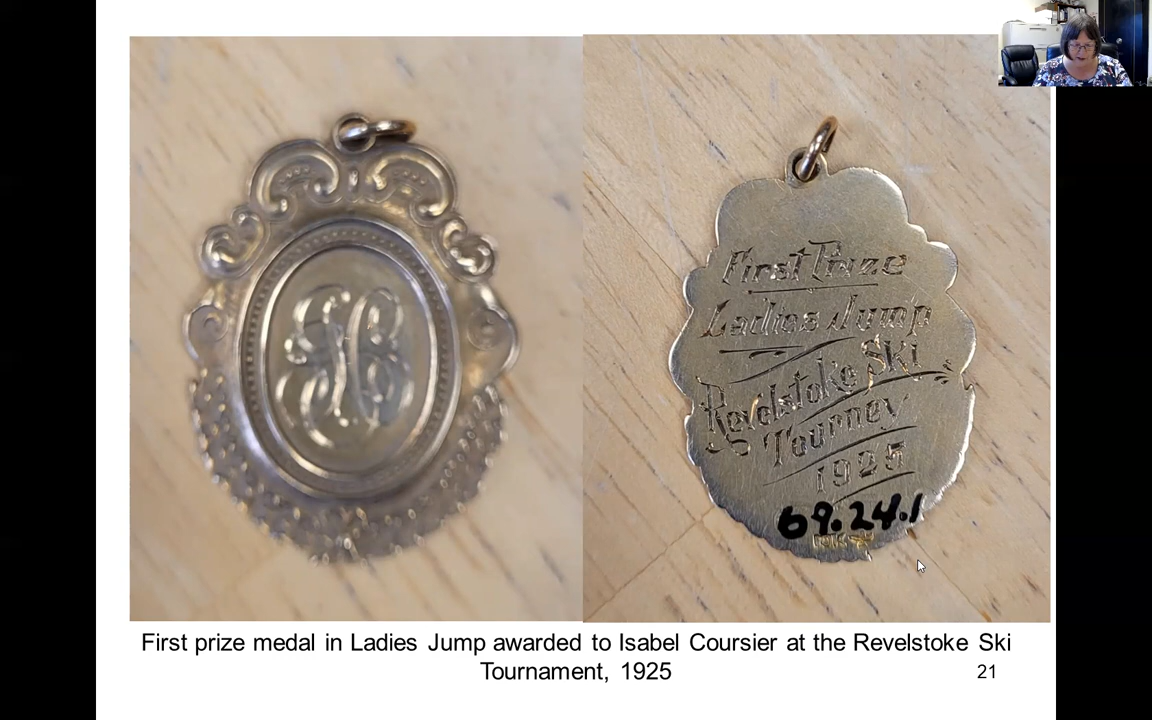 First Prize
Ladies Jump
Revelstoke Ski
Tourney
1925
69.24.1
First prize medal in Ladies Jump awarded to Isabel Coursier at the Revelstoke Ski
Tournament, 1925
21